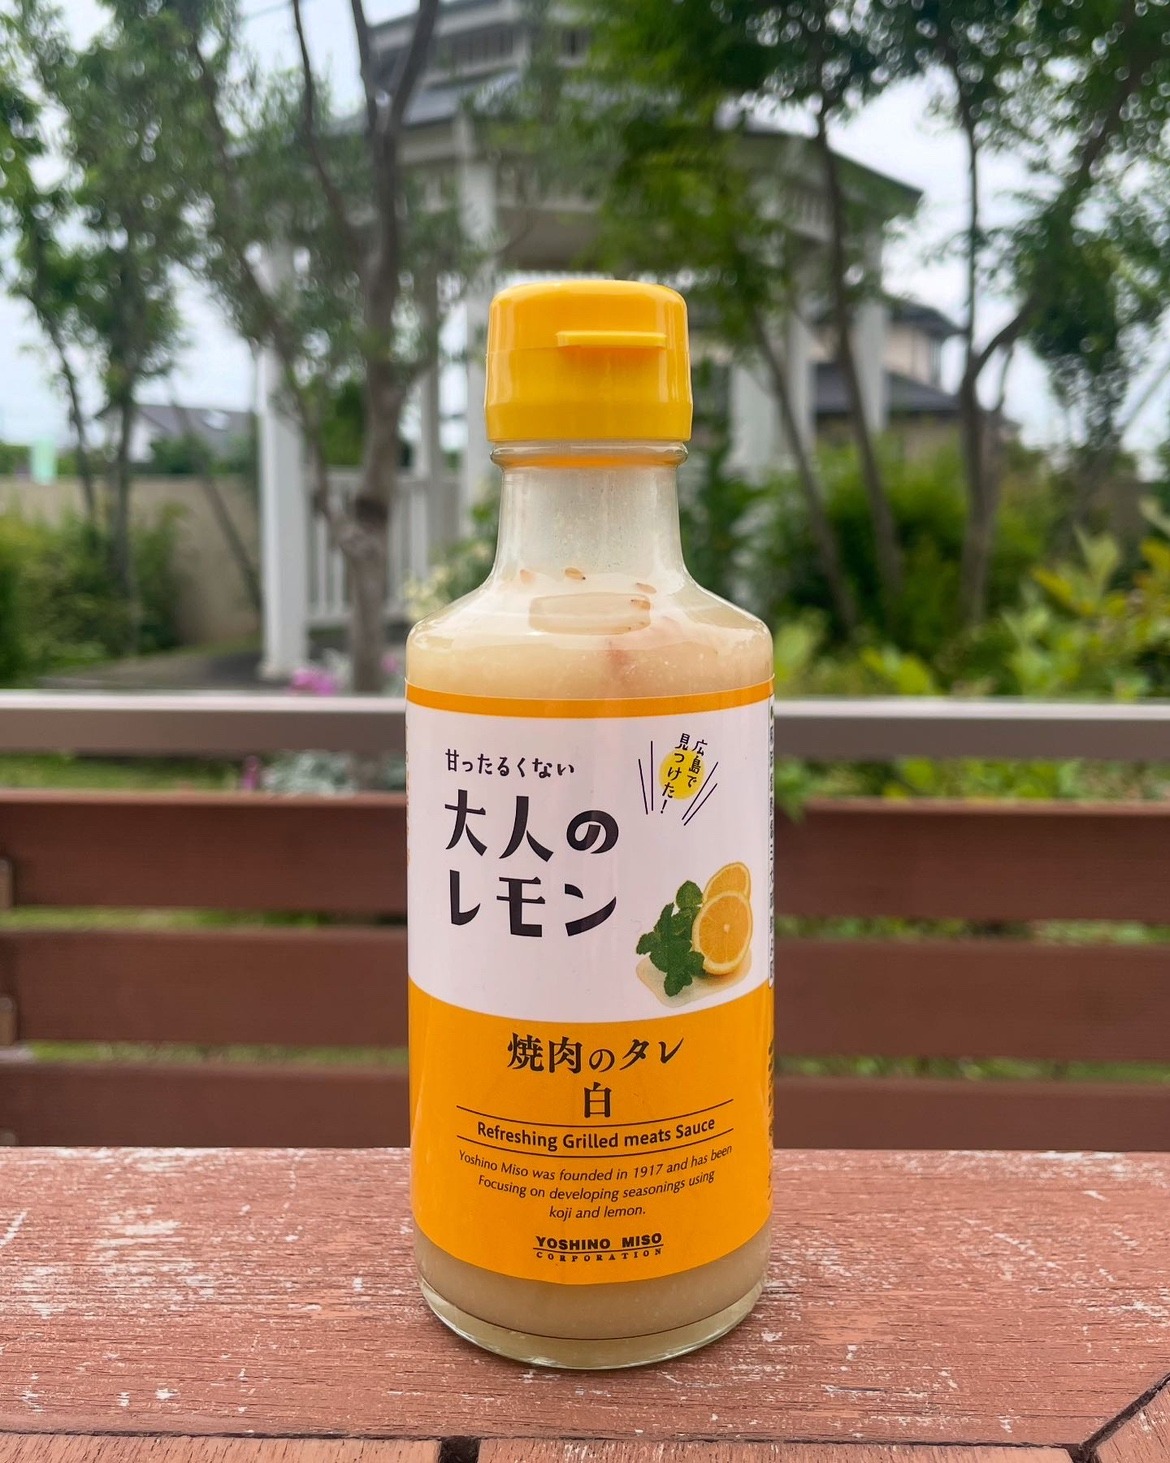 甘ったるくない
広島で
見つけた!
大人の
レモン
焼肉のタレ
白
Refreshing Grilled meats Sauce
Yoshino Miso was founded in 1917 and has been
Focusing on developing seasonings using
koji and lemon.
YOSHINO MISO
CORPORATION